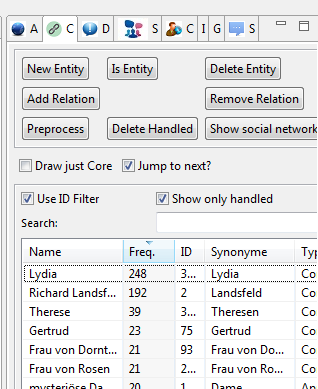 A C D S C I G S
New Entity Is Entity Delete Entity
Add Relation Remove Relation
Preprocess Delete Handled Show social network
Draw just Core Jump to next?
Use ID Filter Show only handled
Search:
Name Freq. ID Synonyme Typ
Lydia 248 3... Lydia Co
Richard Landsf... 192 2 Landsfeld Co
Therese 39 3... Theresen Co
Gertrud 23 75 Gertrud Co
Frau von Dornt... 21 93 Frau von Do... Co
Frau von Rosen 21 2... Frau von Ro... Co
mysteriöse Da... 20 1... Dame An